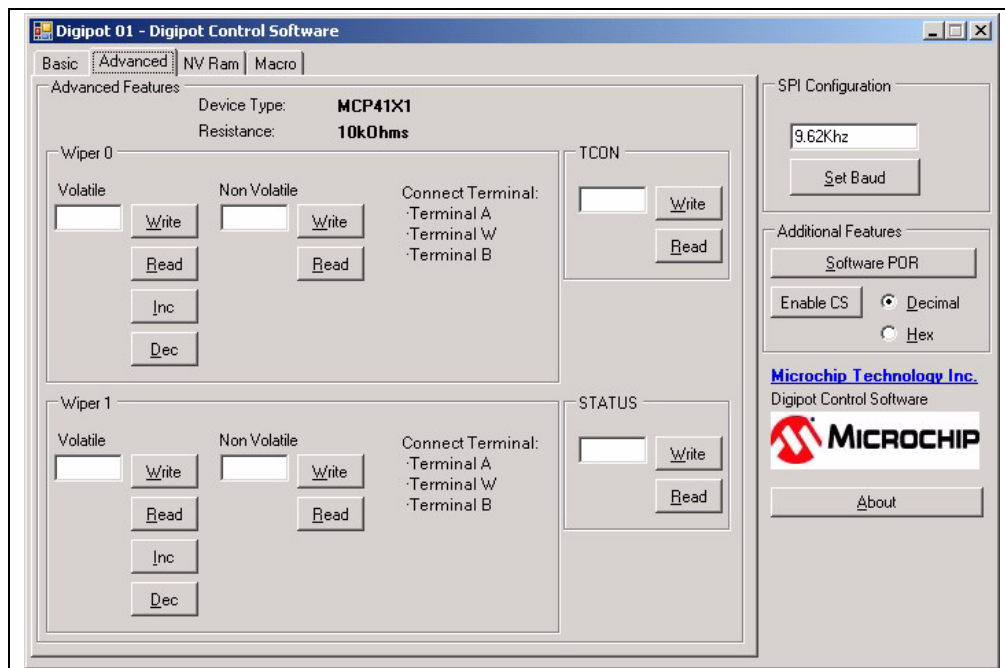 Digipot 01 - Digipot Control Software
Basic Advanced NV Ram Macro
Advanced Features
Device Type: MCP41X1
Resistance: 10kOhms
Wiper 0
Volatile Non Volatile
Write Write
Read Read
Inc
Dec
Connect Terminal:
·Terminal A
·Terminal W
·Terminal B
TCON
Write
Read
Wiper 1
Volatile Non Volatile
Write Write
Read Read
Inc
Dec
Connect Terminal:
·Terminal A
·Terminal W
·Terminal B
STATUS
Write
Read
SPI Configuration
9.62Khz
Set Baud
Additional Features
Software POR
Enable CS Decimal
Hex
Microchip Technology Inc.
Digipot Control Software
MICROCHIP
About